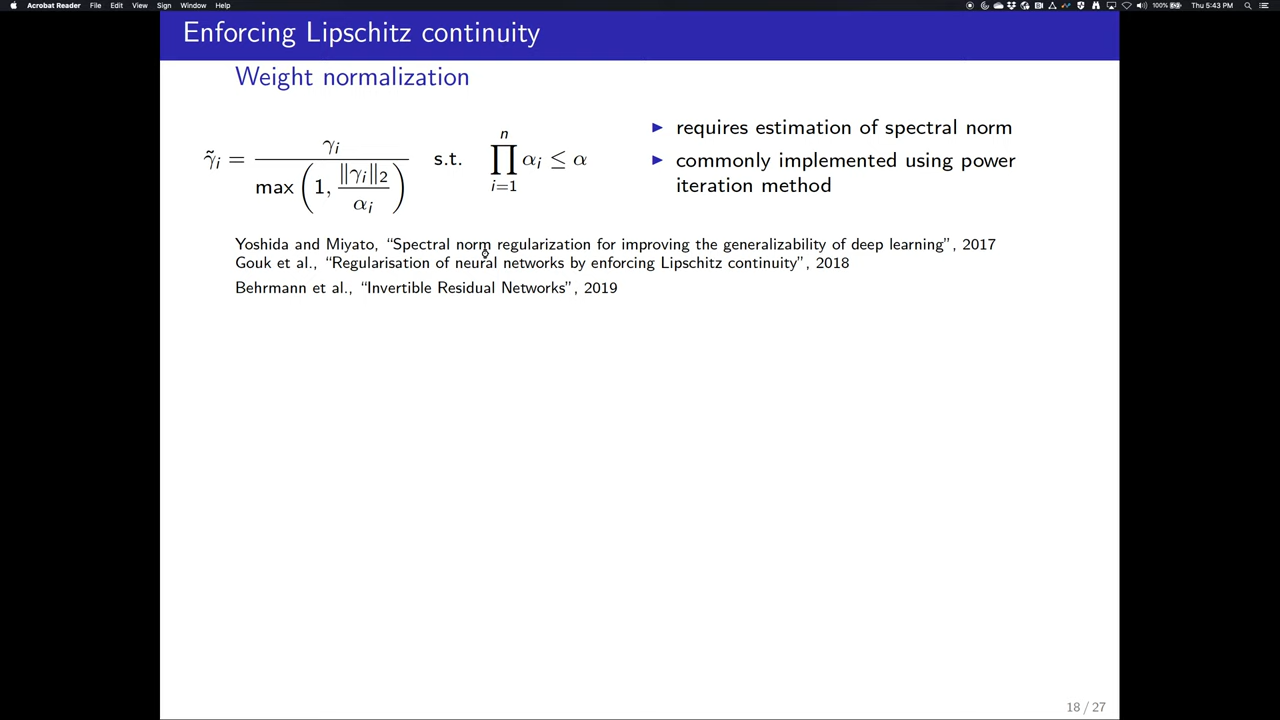 Acrobat Reader File Edit View Sign Window Help 100% Thu 5:43 PM
Enforcing Lipschitz continuity
Weight normalization
γ̃ᵢ = γᵢ / max(1, ‖γᵢ‖₂ / αᵢ) s.t. ∏ᵢ₌₁ⁿ αᵢ ≤ α
► requires estimation of spectral norm
► commonly implemented using power
iteration method
Yoshida and Miyato, “Spectral norm regularization for improving the generalizability of deep learning”, 2017
Gouk et al., “Regularisation of neural networks by enforcing Lipschitz continuity”, 2018
Behrmann et al., “Invertible Residual Networks”, 2019
18 / 27